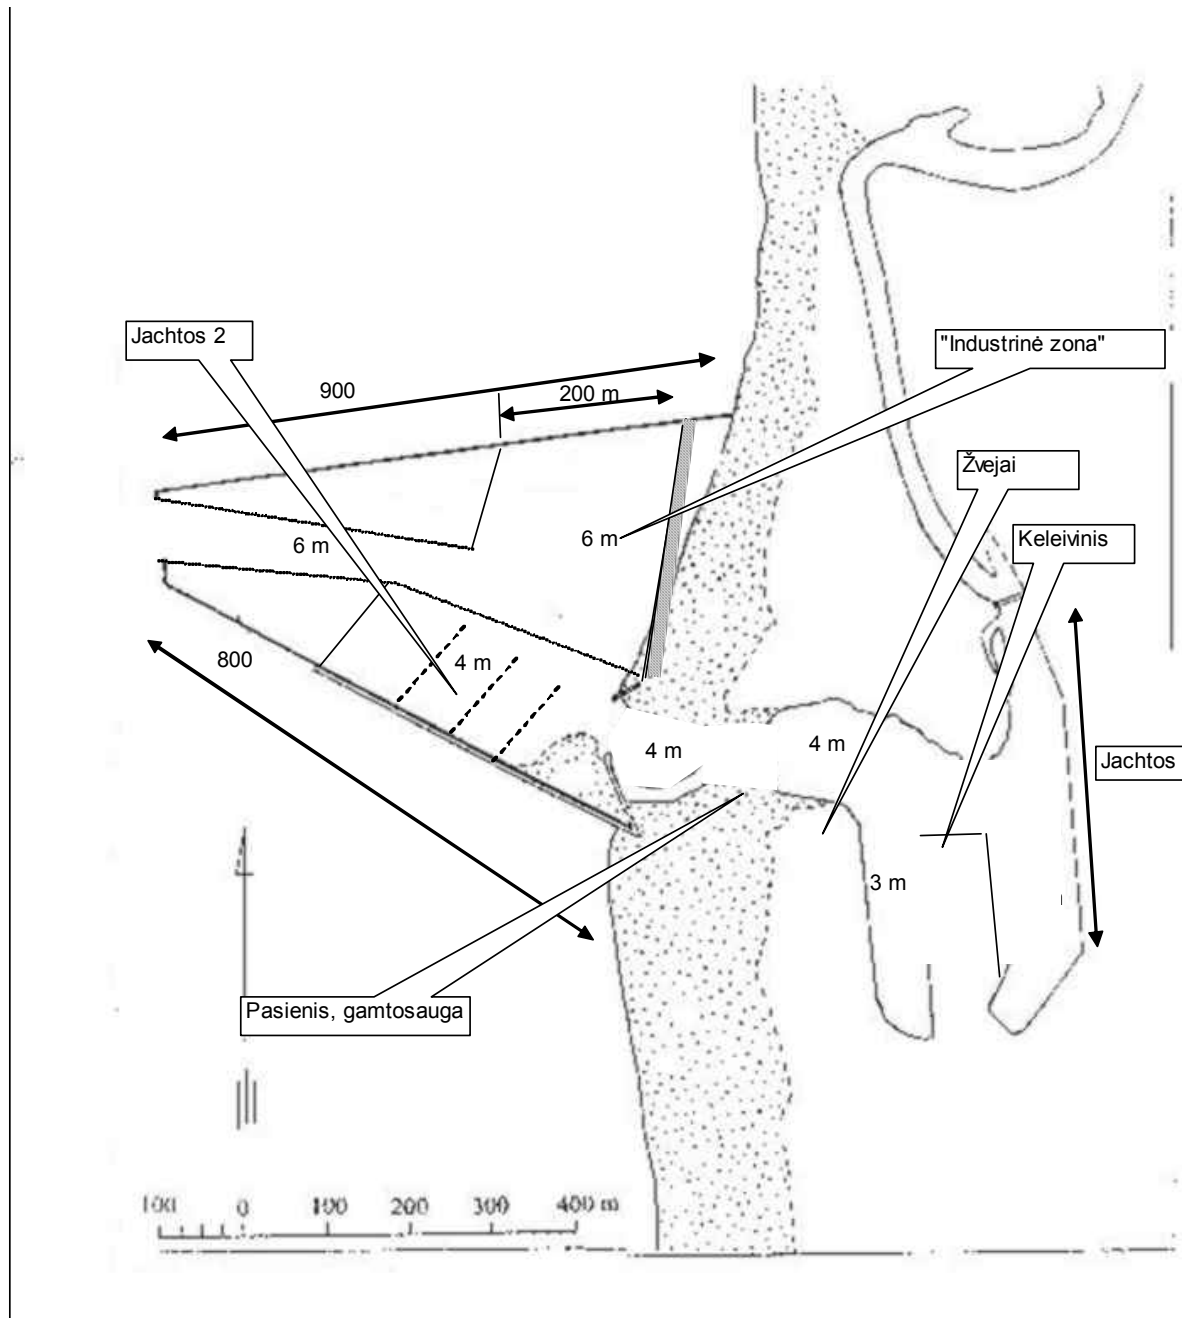 Jachtos 2
"Industrinė zona"
900
200 m
Žvejai
6 m
6 m
Keleivinis
800
4 m
4 m
4 m
Jachtos
3 m
Pasienis, gamtosauga
100 0 100 200 300 400 m